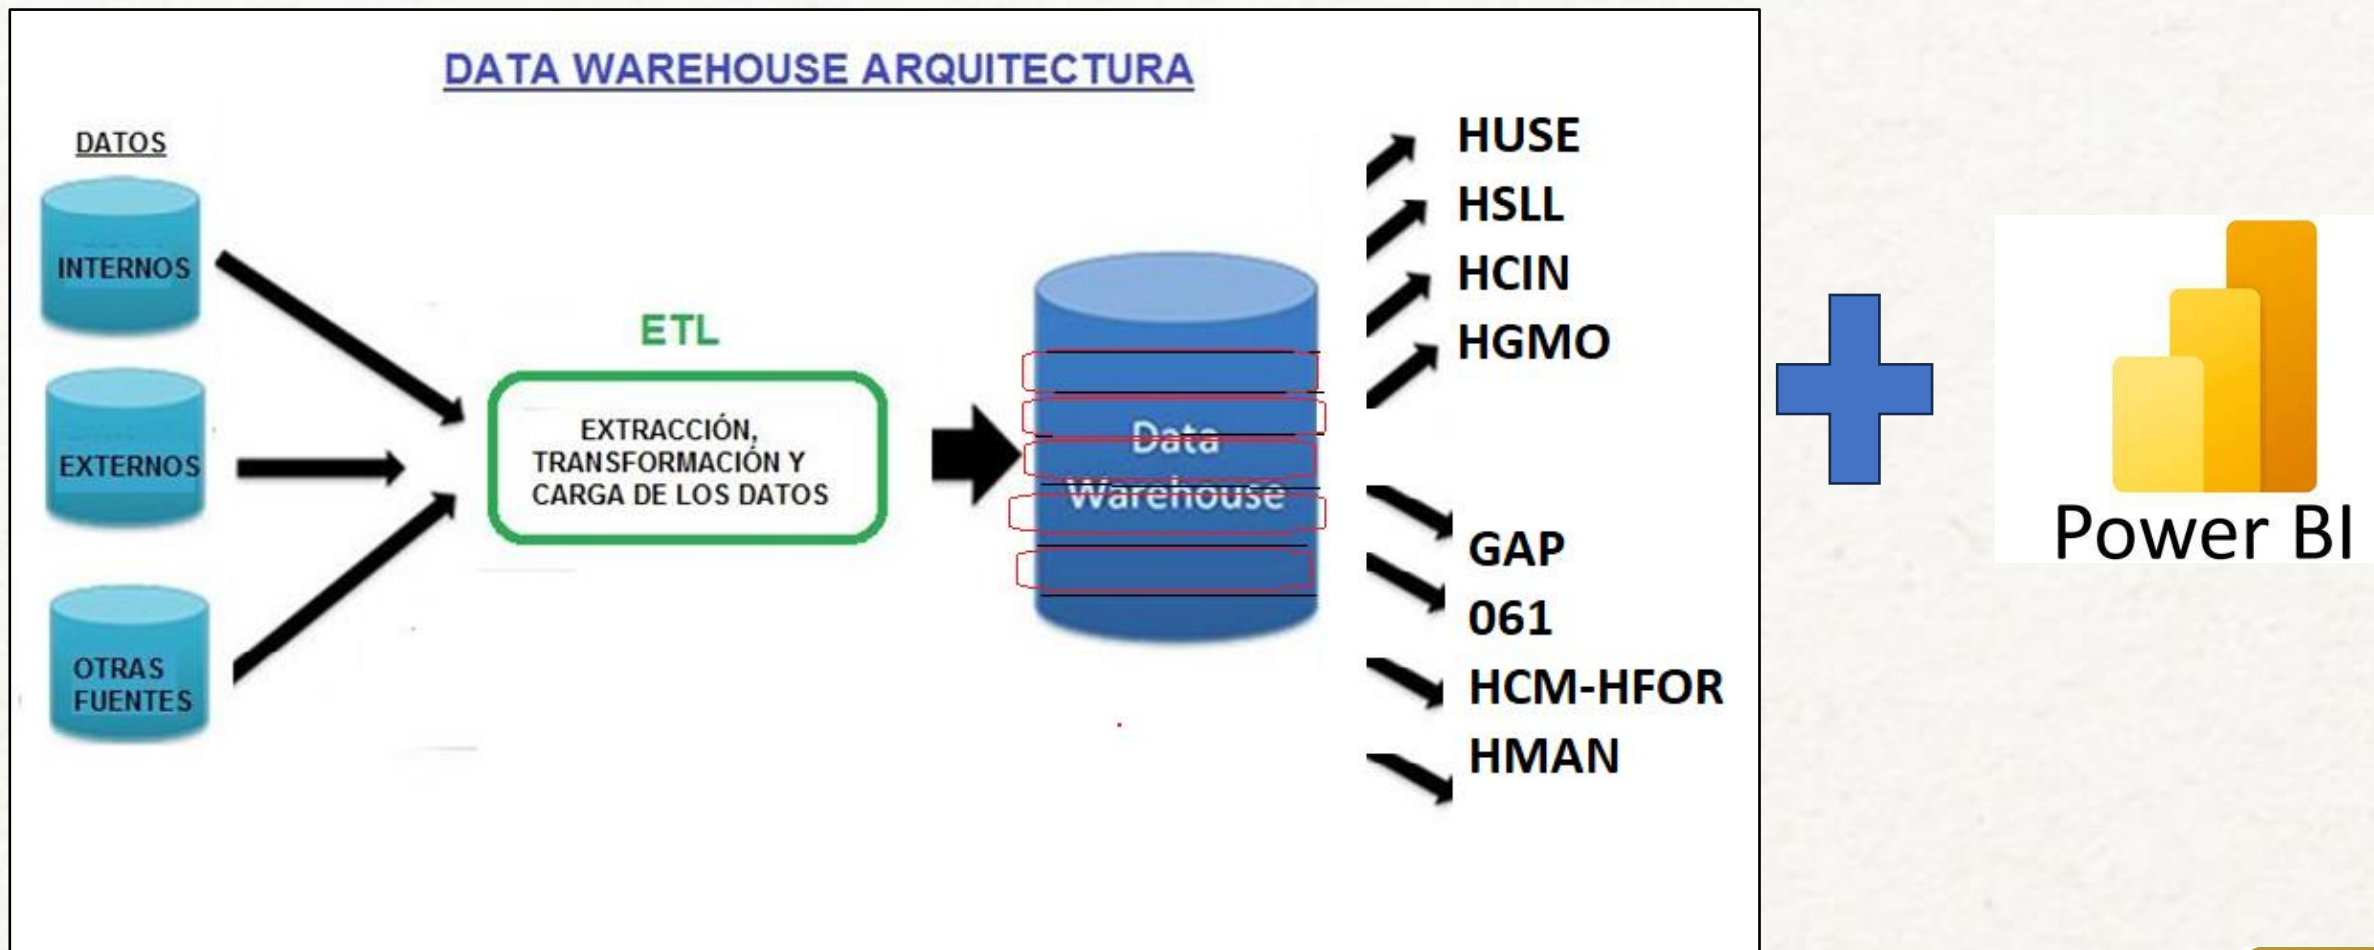 DATA WAREHOUSE ARQUITECTURA
DATOS
INTERNOS
EXTERNOS
OTRAS
FUENTES
ETL
EXTRACCIÓN,
TRANSFORMACIÓN Y
CARGA DE LOS DATOS
Data
Warehouse
HUSE
HSLL
HCIN
HGMO
GAP
061
HCM-HFOR
HMAN
Power BI